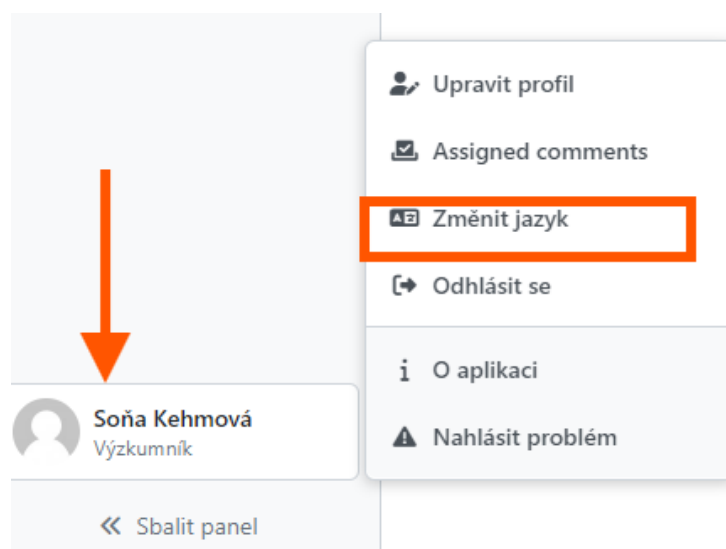 Upravit profil
Assigned comments
Změnit jazyk
Odhlásit se
O aplikaci
Nahlásit problém
Soňa Kehmová
Výzkumník
Sbalit panel